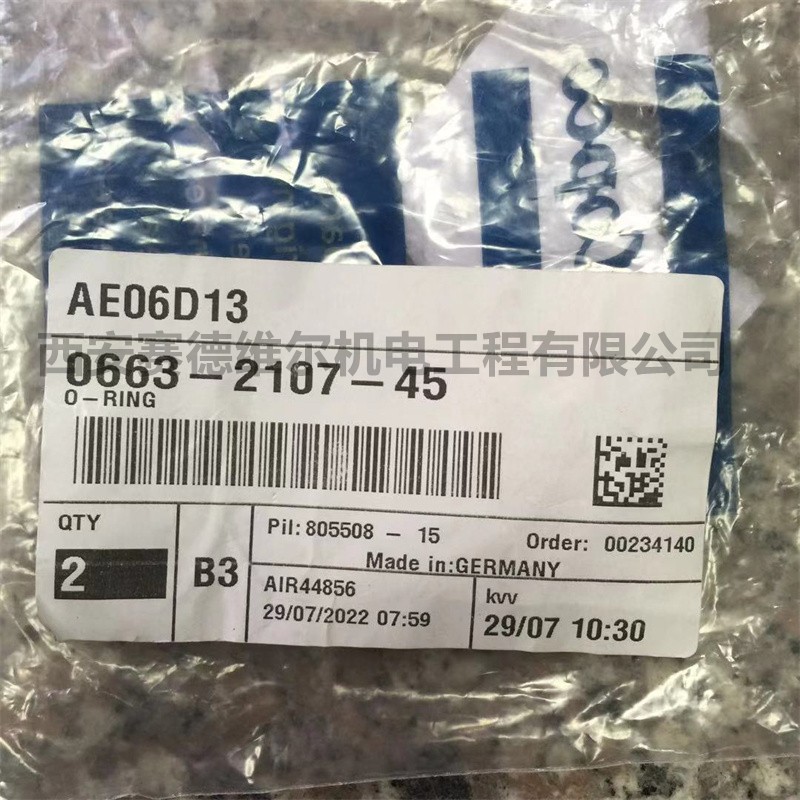 AE06D13
西安赛德维尔机电工程有限公司
0663-2107-45
O-RING
QTY
2
B3
Pil: 805508 - 15
Order: 00234140
Made in:GERMANY
AIR44856
29/07/2022 07:59
kvv
29/07 10:30